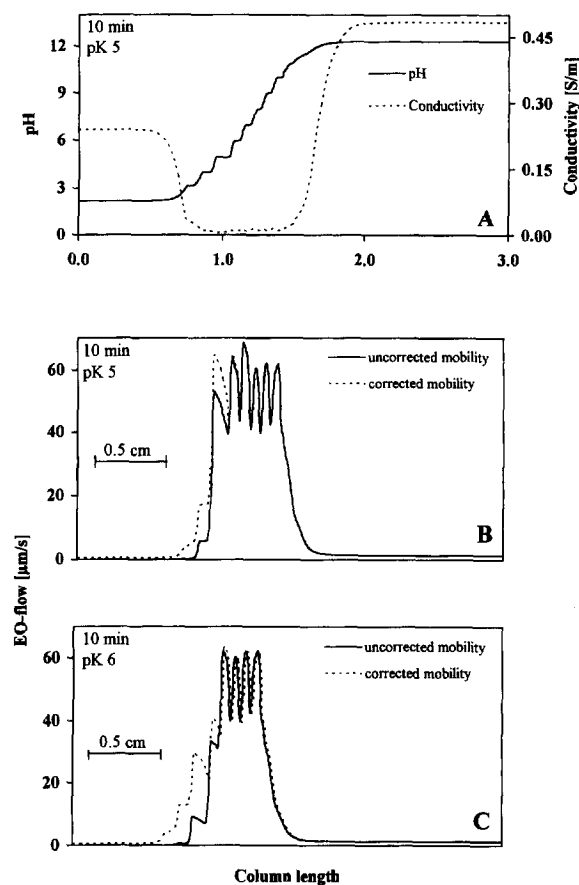 10 min
pK 5
12
9
6
3
0
pH
pH
Conductivity
0.45
0.30
0.15
0.00
Conductivity [S/m]
A
0.0
1.0
2.0
3.0
10 min
pK 5
uncorrected mobility
corrected mobility
0.5 cm
60
40
20
0
B
EO-flow [µm/s]
10 min
pK 6
uncorrected mobility
corrected mobility
0.5 cm
60
40
20
0
C
Column length